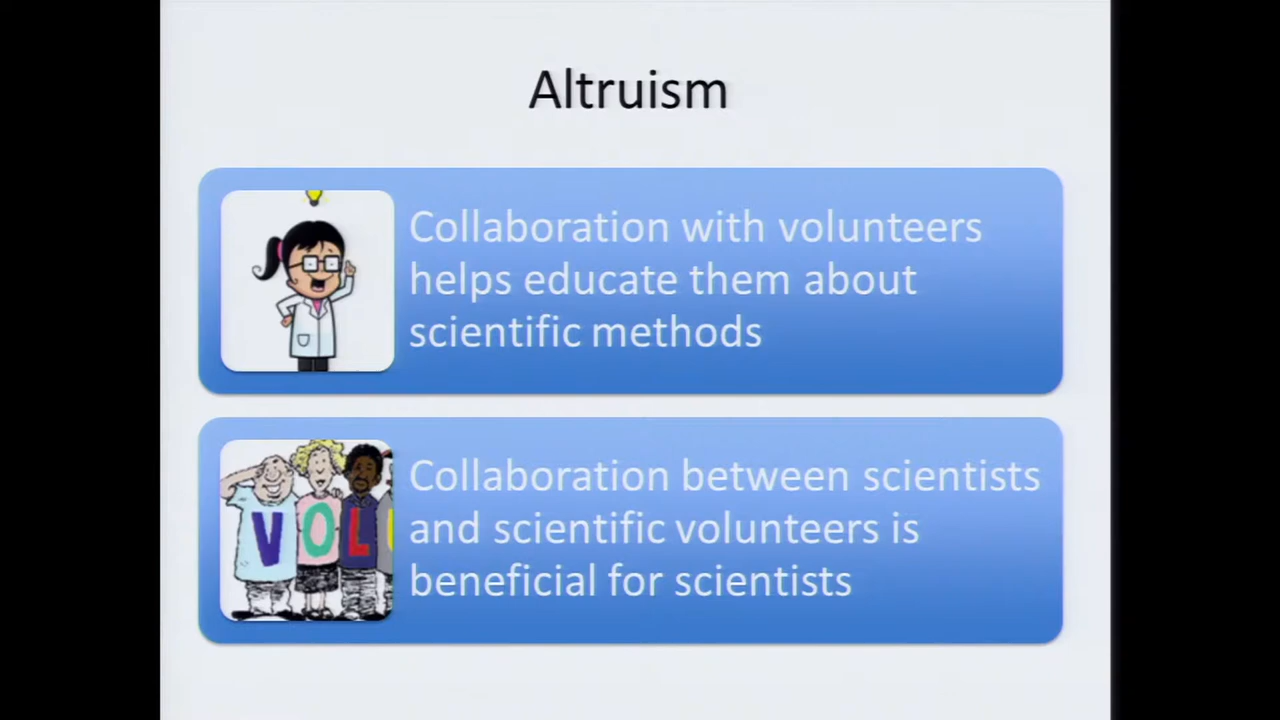 Altruism
Collaboration with volunteers
helps educate them about
scientific methods
Collaboration between scientists
and scientific volunteers is
beneficial for scientists
V O L